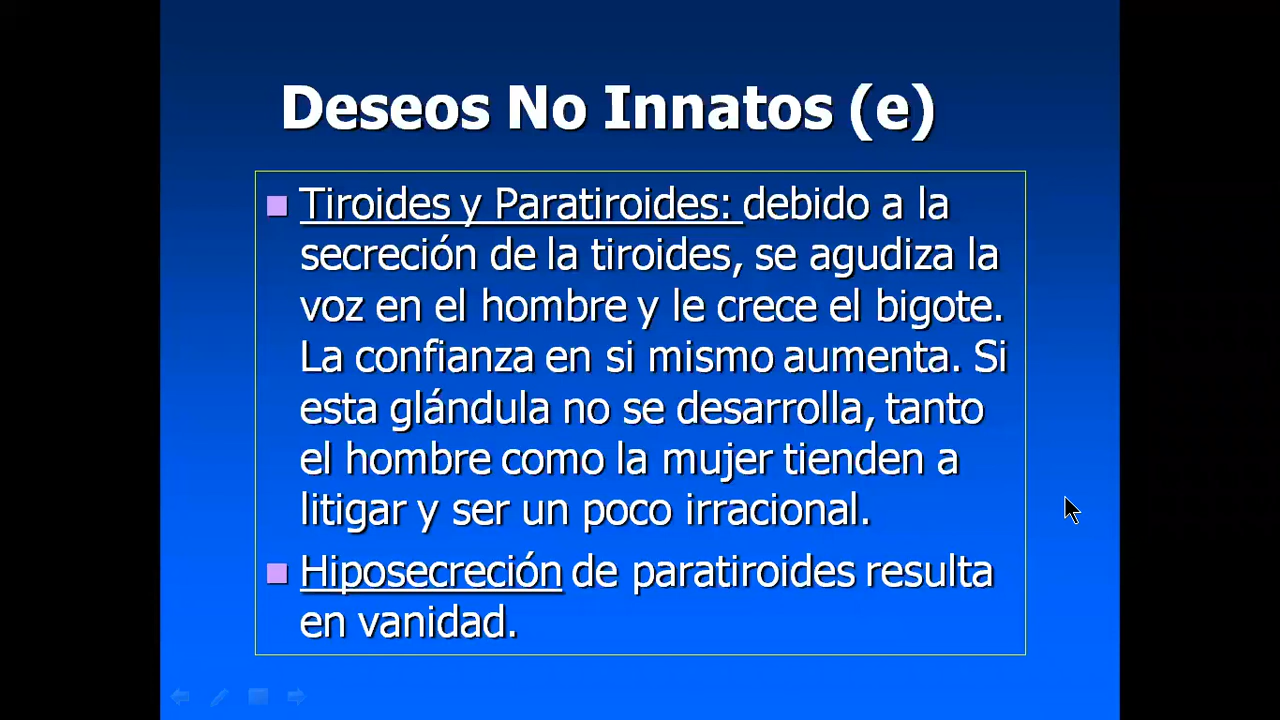 Deseos No Innatos (e)
Tiroides y Paratiroides: debido a la
secreción de la tiroides, se agudiza la
voz en el hombre y le crece el bigote.
La confianza en si mismo aumenta. Si
esta glándula no se desarrolla, tanto
el hombre como la mujer tienden a
litigar y ser un poco irracional.
Hiposecreción de paratiroides resulta
en vanidad.